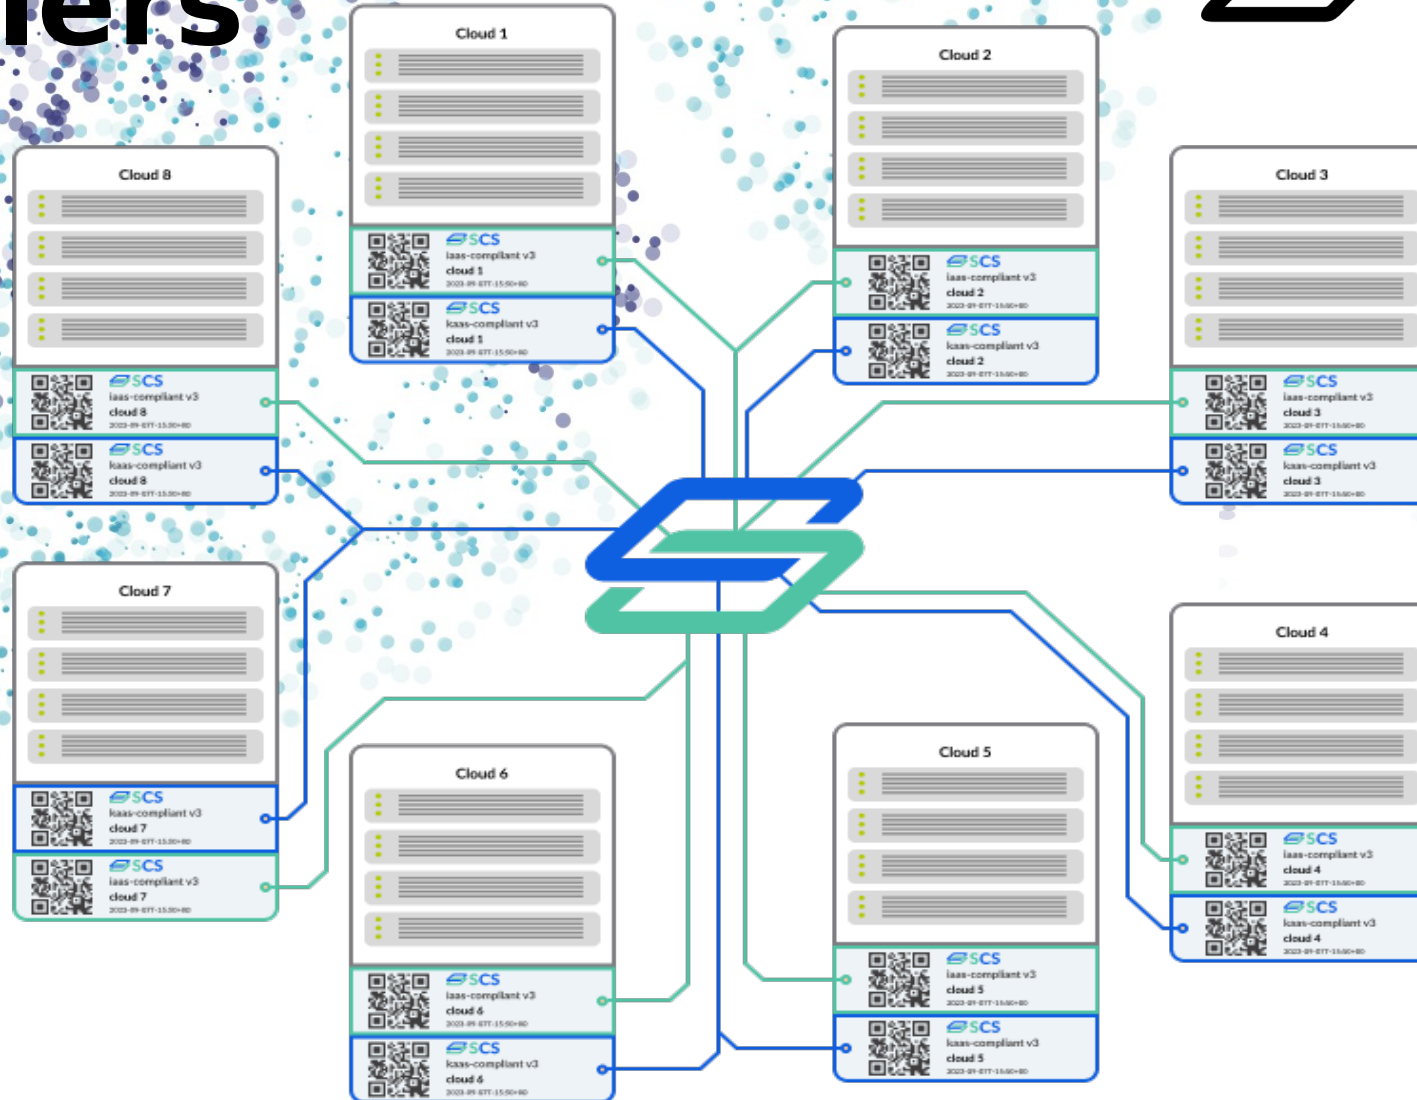 iers
Cloud 1
SCS
iaas-compliant v3
cloud 1
SCS
kaas-compliant v3
cloud 1
Cloud 2
SCS
iaas-compliant v3
cloud 2
SCS
kaas-compliant v3
cloud 2
Cloud 8
SCS
iaas-compliant v3
cloud 8
SCS
kaas-compliant v3
cloud 8
Cloud 3
SCS
iaas-compliant v3
cloud 3
SCS
kaas-compliant v3
cloud 3
Cloud 7
SCS
kaas-compliant v3
cloud 7
SCS
iaas-compliant v3
cloud 7
Cloud 4
SCS
iaas-compliant v3
cloud 4
SCS
kaas-compliant v3
cloud 4
Cloud 6
SCS
iaas-compliant v3
cloud 6
SCS
kaas-compliant v3
cloud 6
Cloud 5
SCS
iaas-compliant v3
cloud 5
SCS
kaas-compliant v3
cloud 5